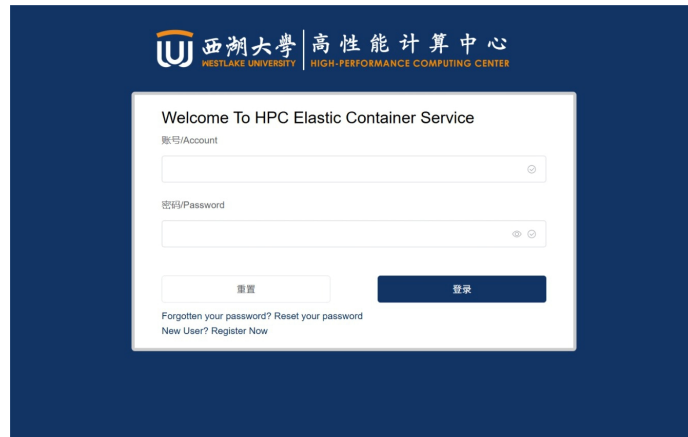 西湖大學 高性能计算中心
WESTLAKE UNIVERSITY HIGH-PERFORMANCE COMPUTING CENTER
Welcome To HPC Elastic Container Service
账号/Account
密码/Password
重置 登录
Forgotten your password? Reset your password
New User? Register Now